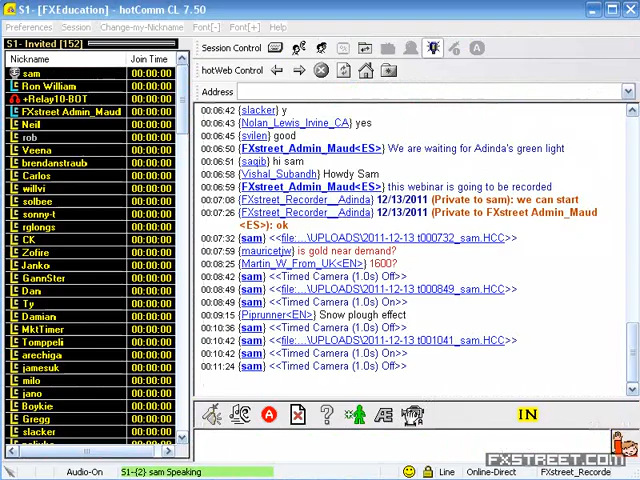 S1- [FXEducation] - hotComm CL 7.50
Preferences Session Change-my-Nickname Font[-] Font[+] Help
S1- Invited [152]
Nickname Join Time
sam 00:00:00
Ron William 00:00:00
+Relay10-BOT 00:00:00
FXstreet Admin_Maud 00:00:00
Neil 00:00:00
rob 00:00:00
Veena 00:00:00
brendanstraub 00:00:00
Carlos 00:00:00
willvi 00:00:00
solbee 00:00:00
sonny-t 00:00:00
rglongs 00:00:00
CK 00:00:00
Zofire 00:00:00
Janko 00:00:00
GannSter 00:00:00
Dan 00:00:00
Ty 00:00:00
Damian 00:00:00
MktTimer 00:00:00
Tomppeli 00:00:00
arechiga 00:00:00
jamesuk 00:00:00
milo 00:00:00
jano 00:00:00
Boykie 00:00:00
Gregg 00:00:00
slacker 00:00:00
Session Control
hotWeb Control
Address
00:06:42 {slacker} y
00:06:43 {Nolan_Lewis_Irvine_CA} yes
00:06:45 {svilen} good
00:06:50 {FXstreet_Admin_Maud<ES>} We are waiting for Adinda's green light
00:06:51 {saqib} hi sam
00:06:58 {Vishal_Subandh} Howdy Sam
00:06:59 {FXstreet_Admin_Maud<ES>} this webinar is going to be recorded
00:07:08 {FXstreet_Recorder__Adinda} 12/13/2011 (Private to sam): we can start
00:07:26 {FXstreet_Recorder__Adinda} 12/13/2011 (Private to FXstreet Admin_Maud
<ES>): ok
00:07:32 {sam} <<file:...\UPLOADS\2011-12-13 t000732_sam.HCC>>
00:07:59 {mauricetjw} is gold near demand?
00:08:36 {Martin_W_From_UK<EN>} 1600?
00:08:42 {sam} <<Timed Camera (1.0s) Off>>
00:08:49 {sam} <<file:...\UPLOADS\2011-12-13 t000849_sam.HCC>>
00:08:49 {sam} <<Timed Camera (1.0s) On>>
00:09:15 {Piprunner<EN>} Snow plough effect
00:10:36 {sam} <<Timed Camera (1.0s) Off>>
00:10:42 {sam} <<file:...\UPLOADS\2011-12-13 t001041_sam.HCC>>
00:10:42 {sam} <<Timed Camera (1.0s) On>>
00:11:24 {sam} <<Timed Camera (1.0s) Off>>
IN
FXSTREET.COM
Audio-On S1-{2} sam Speaking Line Online-Direct FXstreet_Recorde